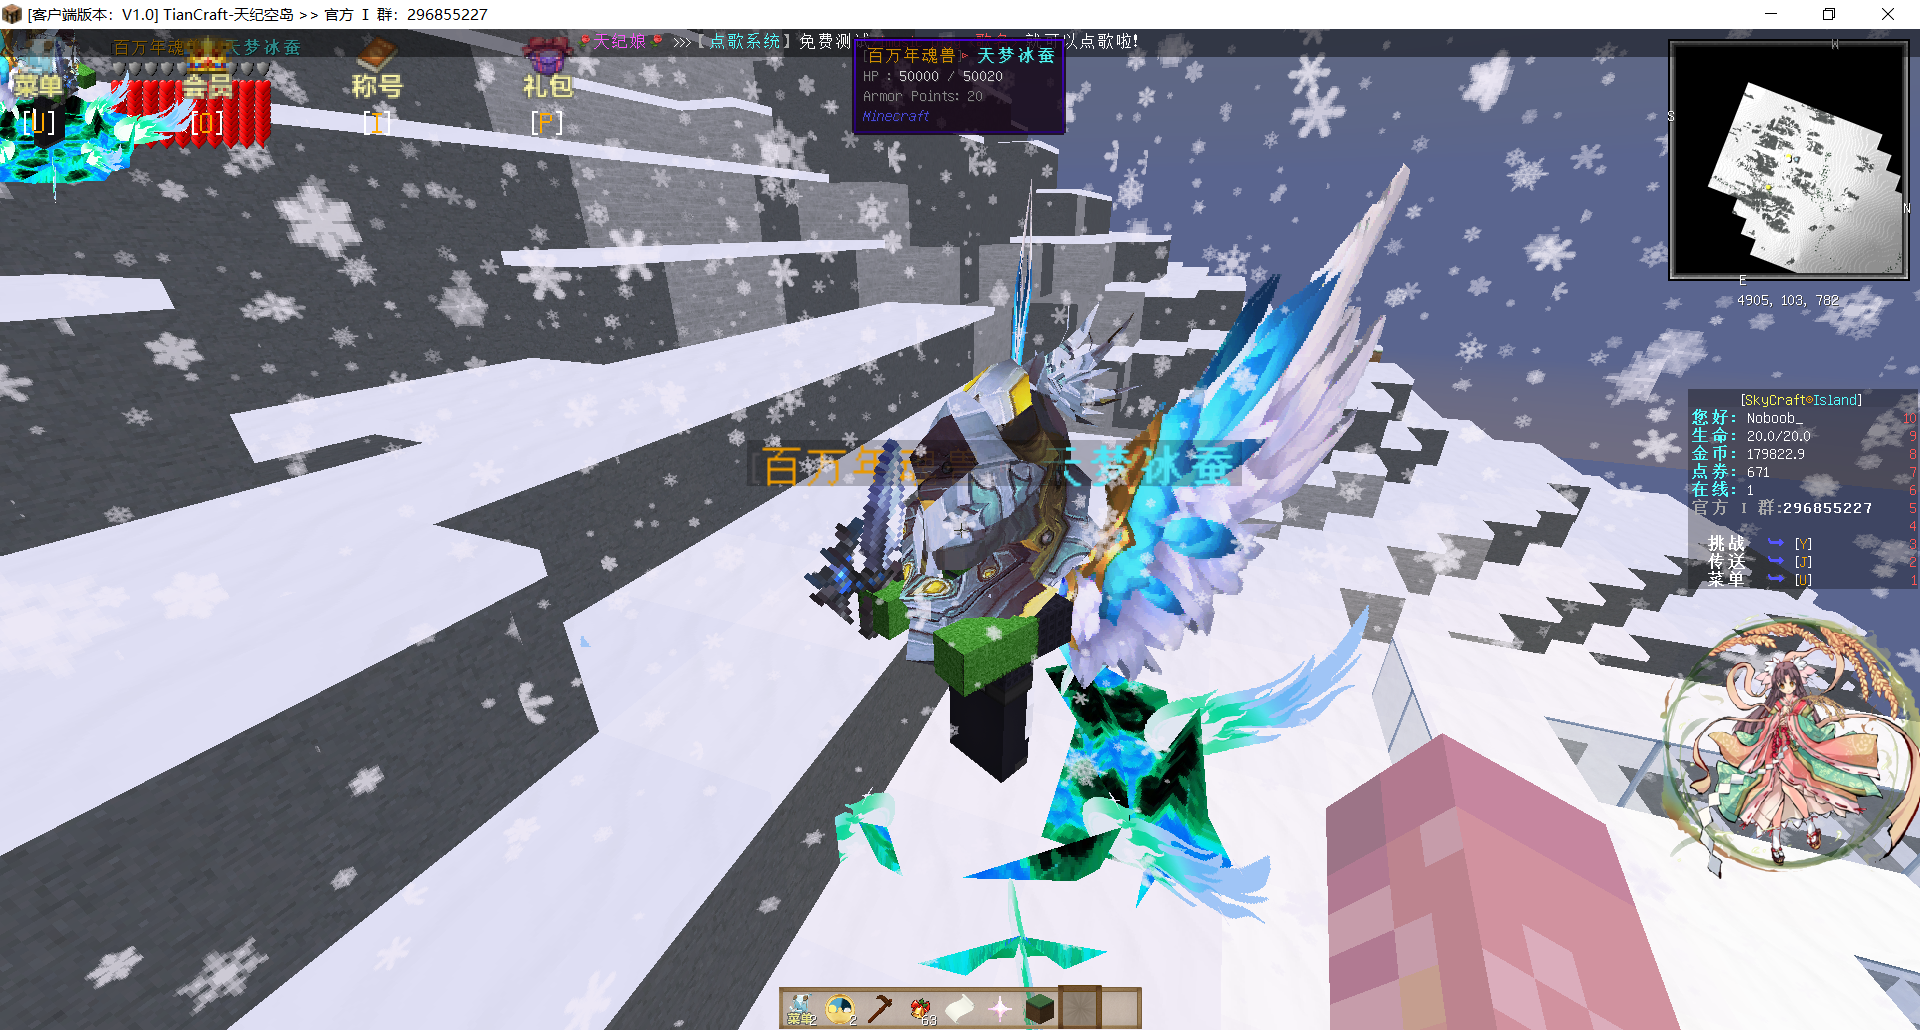 [客户端版本：V1.0] TianCraft-天纪空岛 >> 官方 I 群：296855227
百万年魂 天梦冰蚕
天纪娘 >>>【点歌系统】免费测 就可以点歌啦!
菜单 [U]
会员 [O]
称号 [I]
礼包 [P]
[百万年魂兽] 天梦冰蚕
HP : 50000 / 50020
Armor Points: 20
Minecraft
W
S
N
E
4905, 103, 782
百万年魂兽 天梦冰蚕
[SkyCraft©Island]
您好: Noboob_ 10
生命: 20.0/20.0 9
金币: 179822.9 8
点券: 671 7
在线: 1 6
官方 I 群:296855227 5
4
挑战 [Y] 3
传送 [J] 2
菜单 [U] 1
菜单 2
2
63